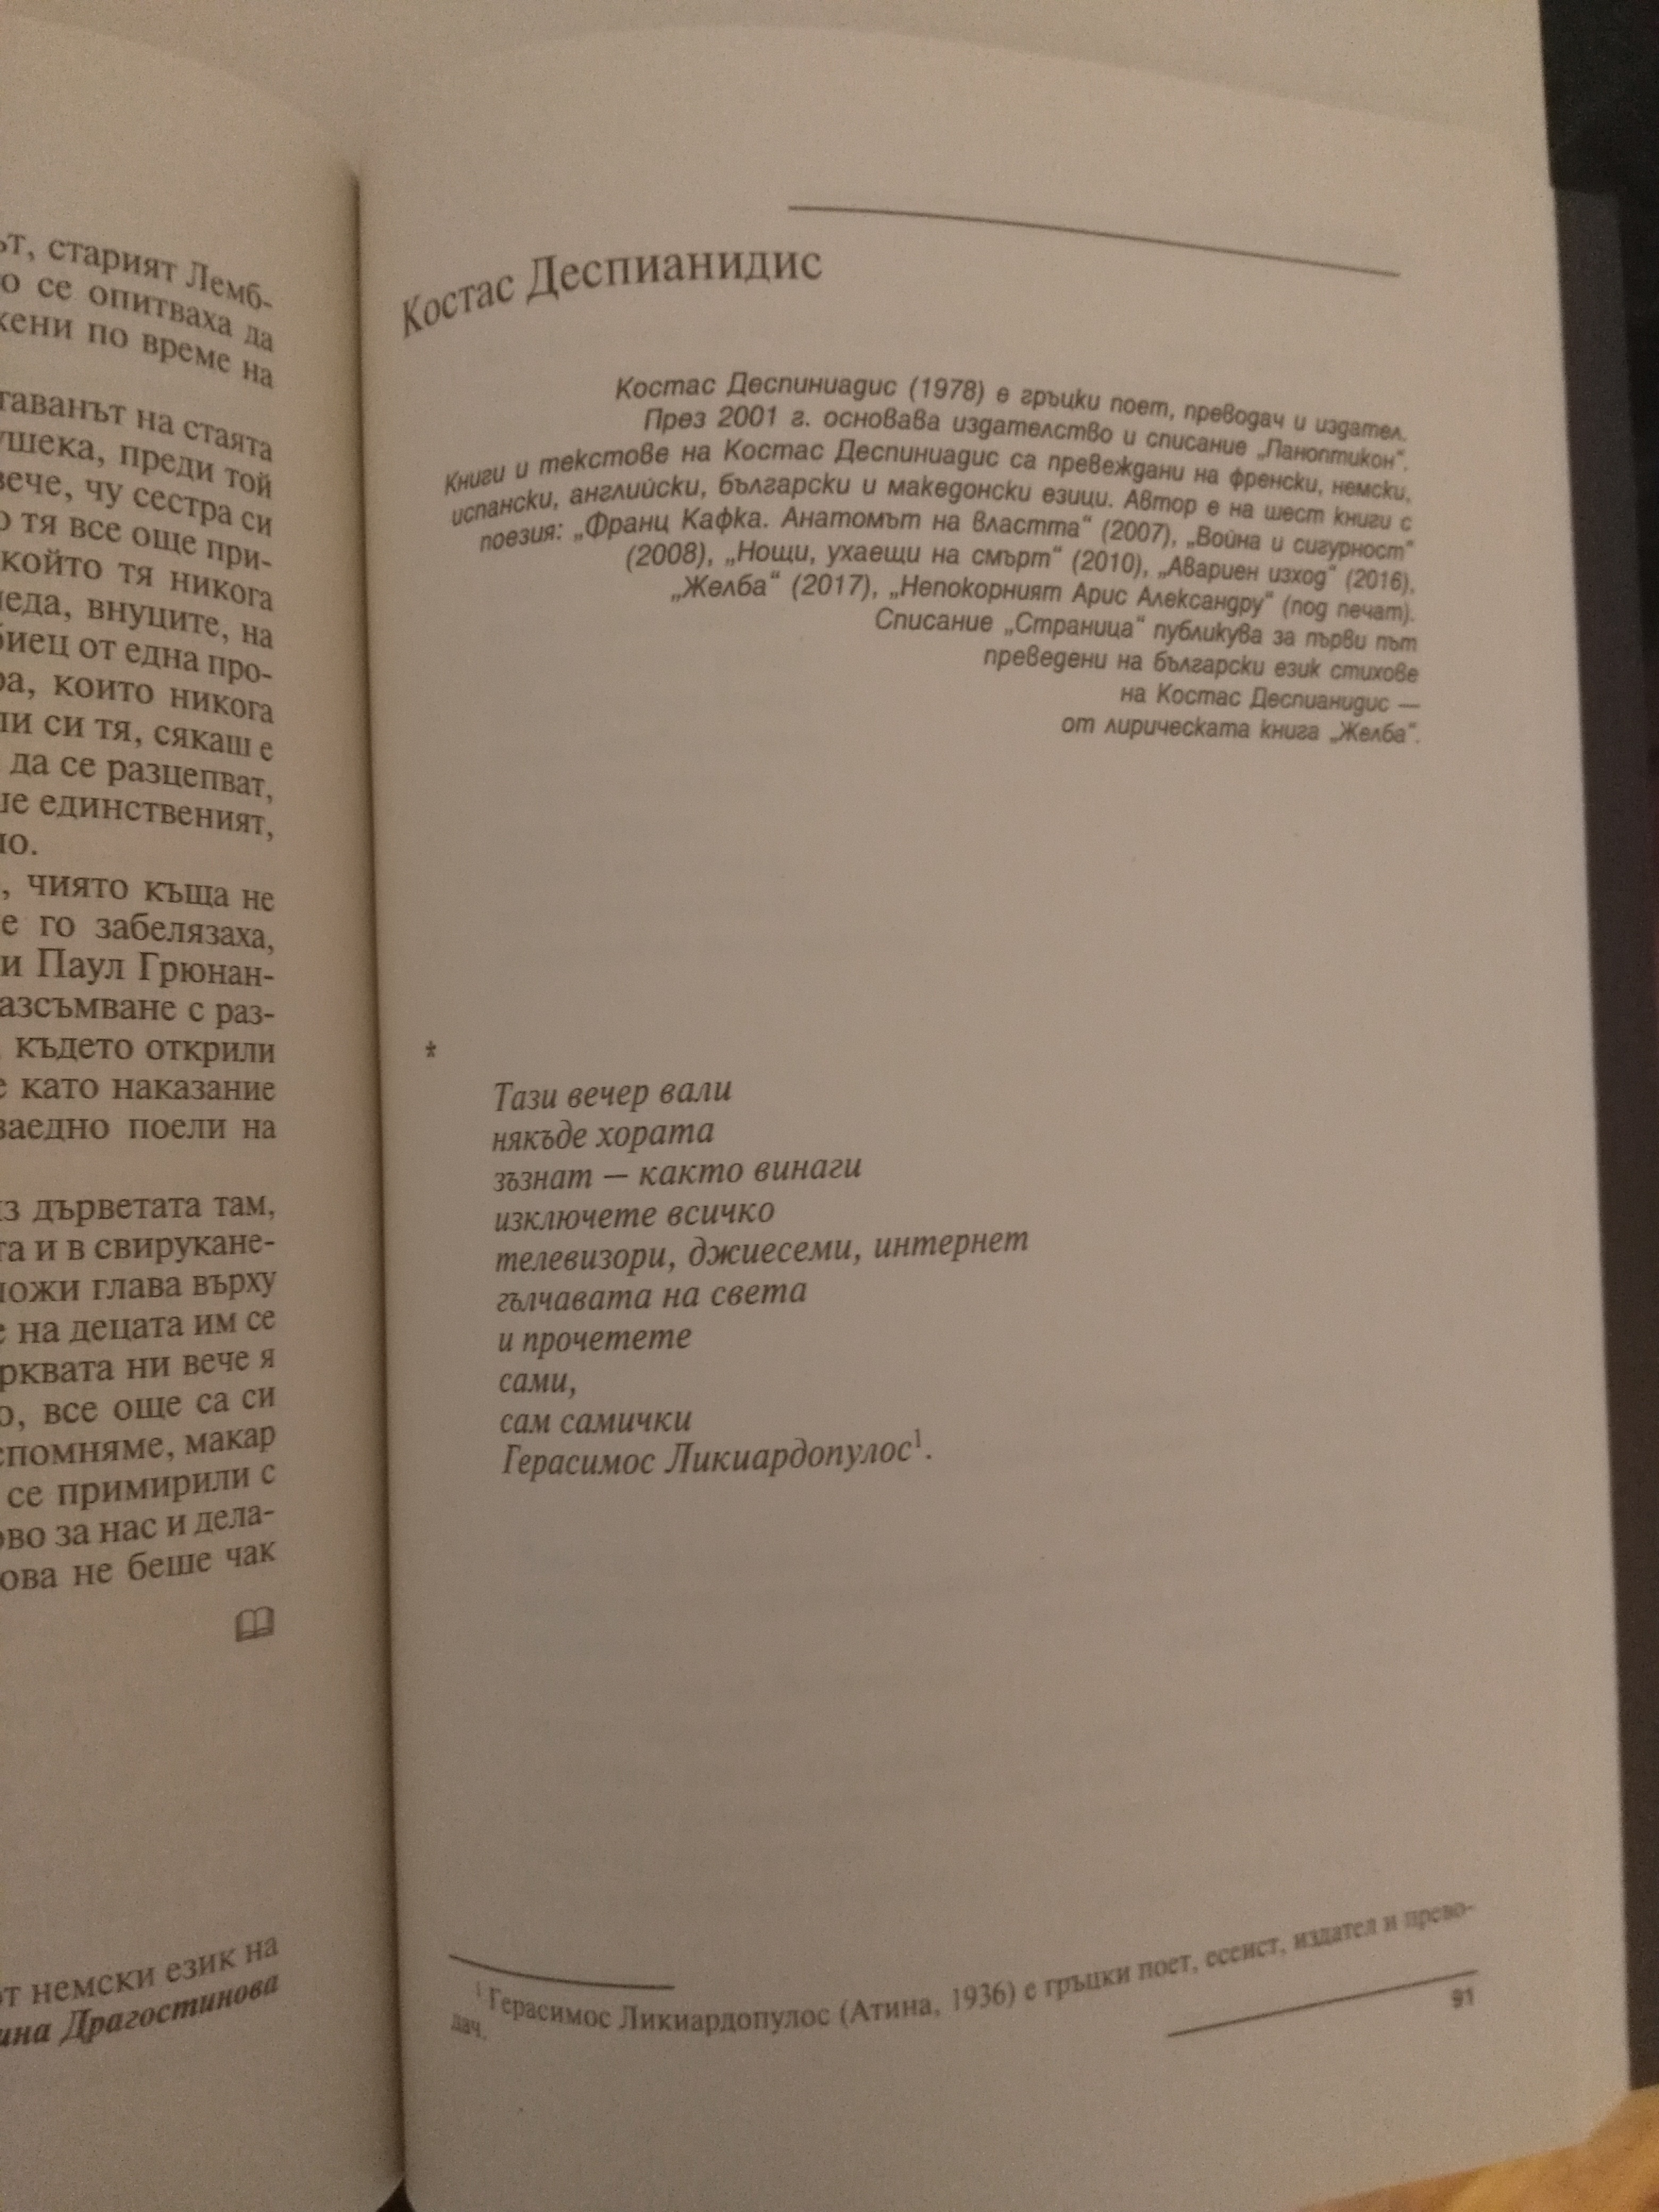 ът, старият Лемб-
о се опитваха да
жени по време на
таванът на стаята
ушека, преди той
вече, чу сестра си
о тя все още при-
който тя никога
леда, внуците, на
биец от една про-
ра, които никога
ли си тя, сякаш е
да се разцепват,
ше единственият,
но.
, чиято къща не
е го забелязаха,
и Паул Грюнан-
азсъмване с раз-
, където открили
е като наказание
заедно поели на
из дърветата там,
та и в свирукане-
ложи глава върху
е на децата им се
рквата ни вече я
о, все още са си
спомняме, макар
се примирили с
ово за нас и дела-
ова не беше чак
от немски език на
ина Драгостинова
Костас Деспианидис
Костас Деспиниадис (1978) е гръцки поет, преводач и издател.
През 2001 г. основава издателство и списание „Паноптикон“.
Книги и текстове на Костас Деспиниадис са превеждани на френски, немски,
испански, английски, български и македонски езици. Автор е на шест книги с
поезия: „Франц Кафка. Анатомът на властта“ (2007), „Война и сигурност“
(2008), „Нощи, ухаещи на смърт“ (2010), „Авариен изход“ (2016),
„Желба“ (2017), „Непокорният Арис Александру“ (под печат).
Списание „Страница“ публикува за първи път
преведени на български език стихове
на Костас Деспианидис —
от лирическата книга „Желба“.
*
Тази вечер вали
някъде хората
зъзнат – както винаги
изключете всичко
телевизори, джиесеми, интернет
гълчавата на света
и прочетете
сами,
сам самички
Герасимос Ликиардопулос¹.
¹ Герасимос Ликиардопулос (Атина, 1936) е гръцки поет, есеист, издател и прево-
дач.
91